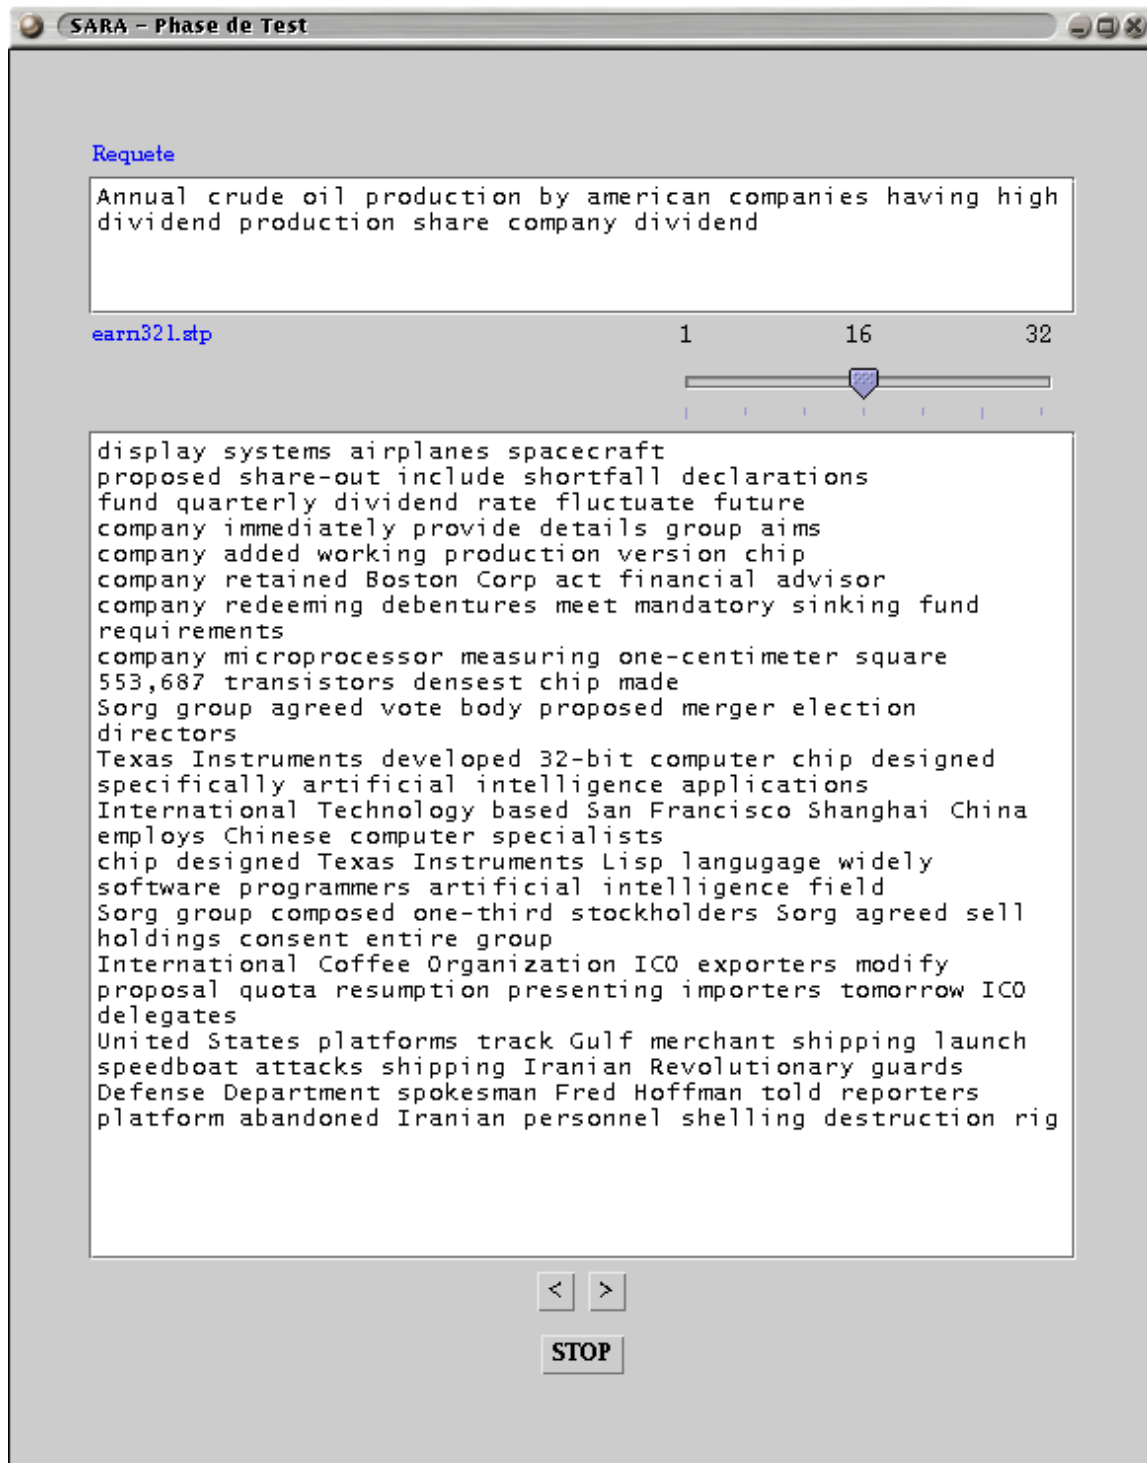 SARA – Phase de Test
Requete
Annual crude oil production by american companies having high
dividend production share company dividend
earn321.stp
1 16 32
display systems airplanes spacecraft
proposed share-out include shortfall declarations
fund quarterly dividend rate fluctuate future
company immediately provide details group aims
company added working production version chip
company retained Boston Corp act financial advisor
company redeeming debentures meet mandatory sinking fund
requirements
company microprocessor measuring one-centimeter square
553,687 transistors densest chip made
Sorg group agreed vote body proposed merger election
directors
Texas Instruments developed 32-bit computer chip designed
specifically artificial intelligence applications
International Technology based San Francisco Shanghai China
employs Chinese computer specialists
chip designed Texas Instruments Lisp langugage widely
software programmers artificial intelligence field
Sorg group composed one-third stockholders Sorg agreed sell
holdings consent entire group
International Coffee Organization ICO exporters modify
proposal quota resumption presenting importers tomorrow ICO
delegates
United States platforms track Gulf merchant shipping launch
speedboat attacks shipping Iranian Revolutionary guards
Defense Department spokesman Fred Hoffman told reporters
platform abandoned Iranian personnel shelling destruction rig
< >
STOP